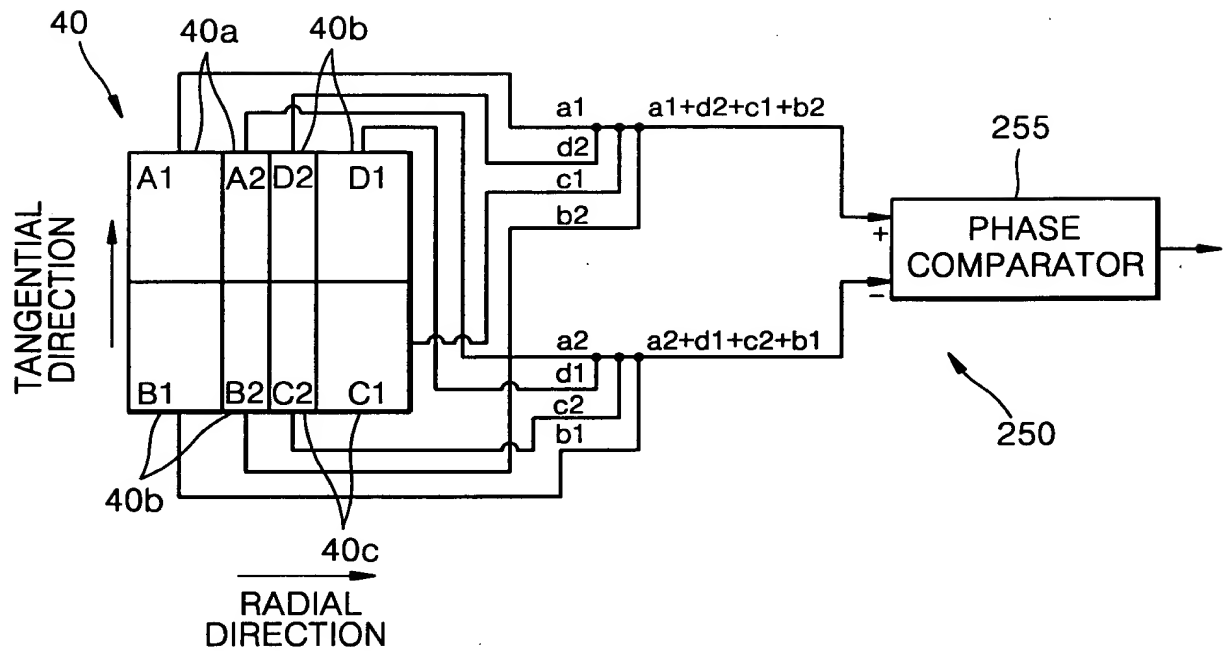 40
40a
40b
a1
a1+d2+c1+b2
d2
c1
b2
255
A1
A2
D2
D1
+
PHASE
COMPARATOR
−
TANGENTIAL
DIRECTION
a2
a2+d1+c2+b1
d1
c2
b1
B1
B2
C2
C1
250
40b
40c
RADIAL
DIRECTION